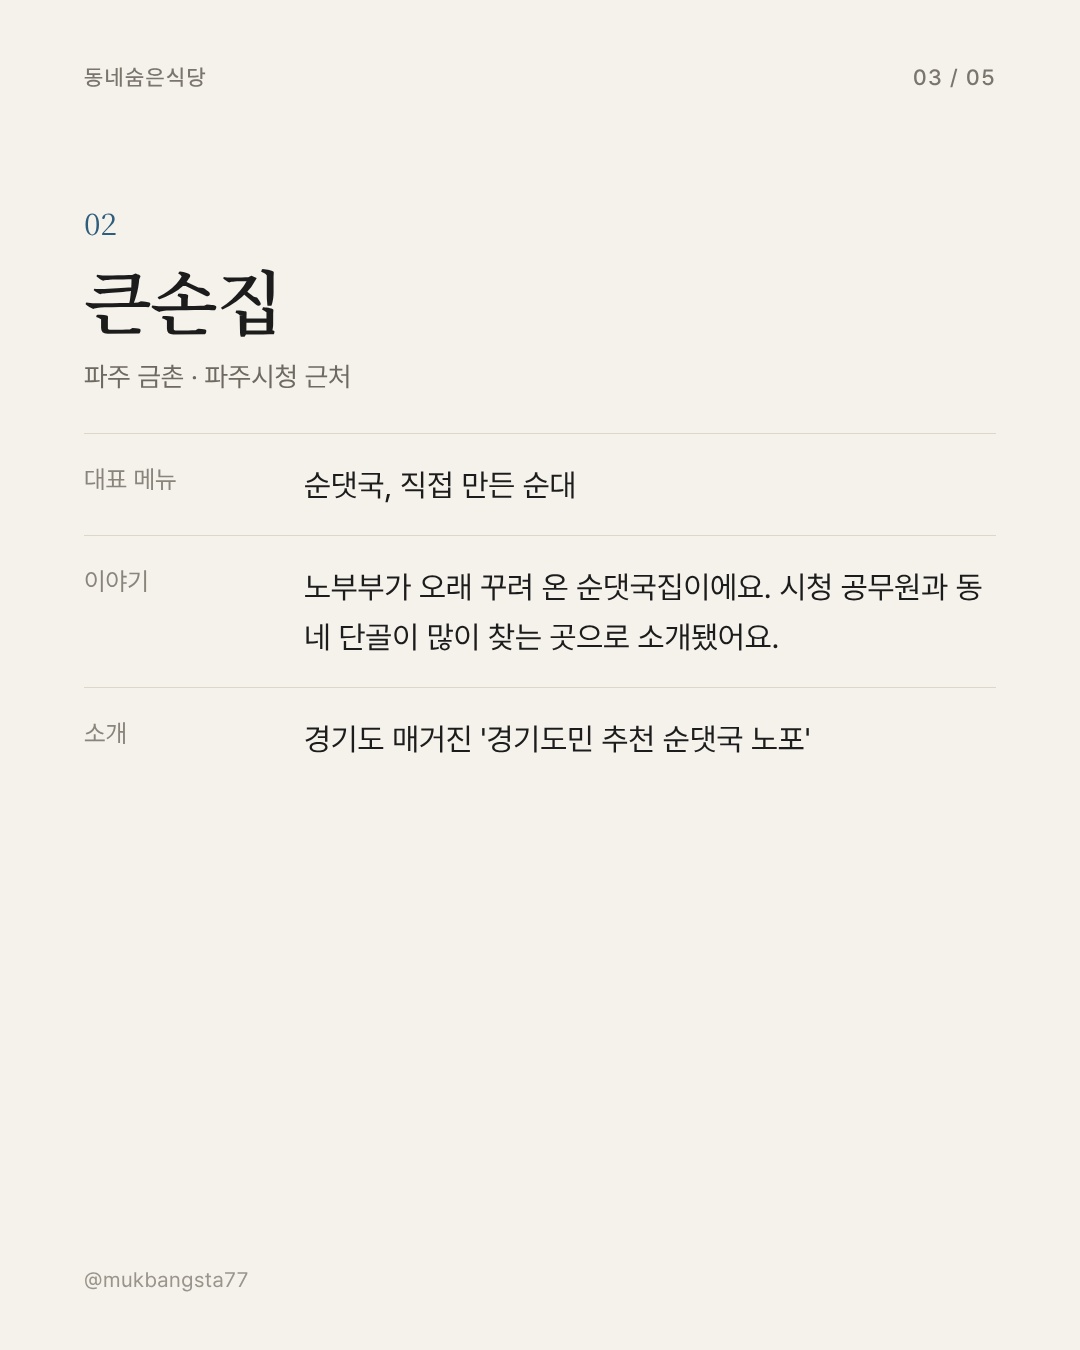 동네숨은식당
03 / 05
02
큰손집
파주 금촌 · 파주시청 근처
대표 메뉴
순댓국, 직접 만든 순대
이야기
노부부가 오래 꾸려 온 순댓국집이에요. 시청 공무원과 동
네 단골이 많이 찾는 곳으로 소개됐어요.
소개
경기도 매거진 '경기도민 추천 순댓국 노포'
@mukbangsta77